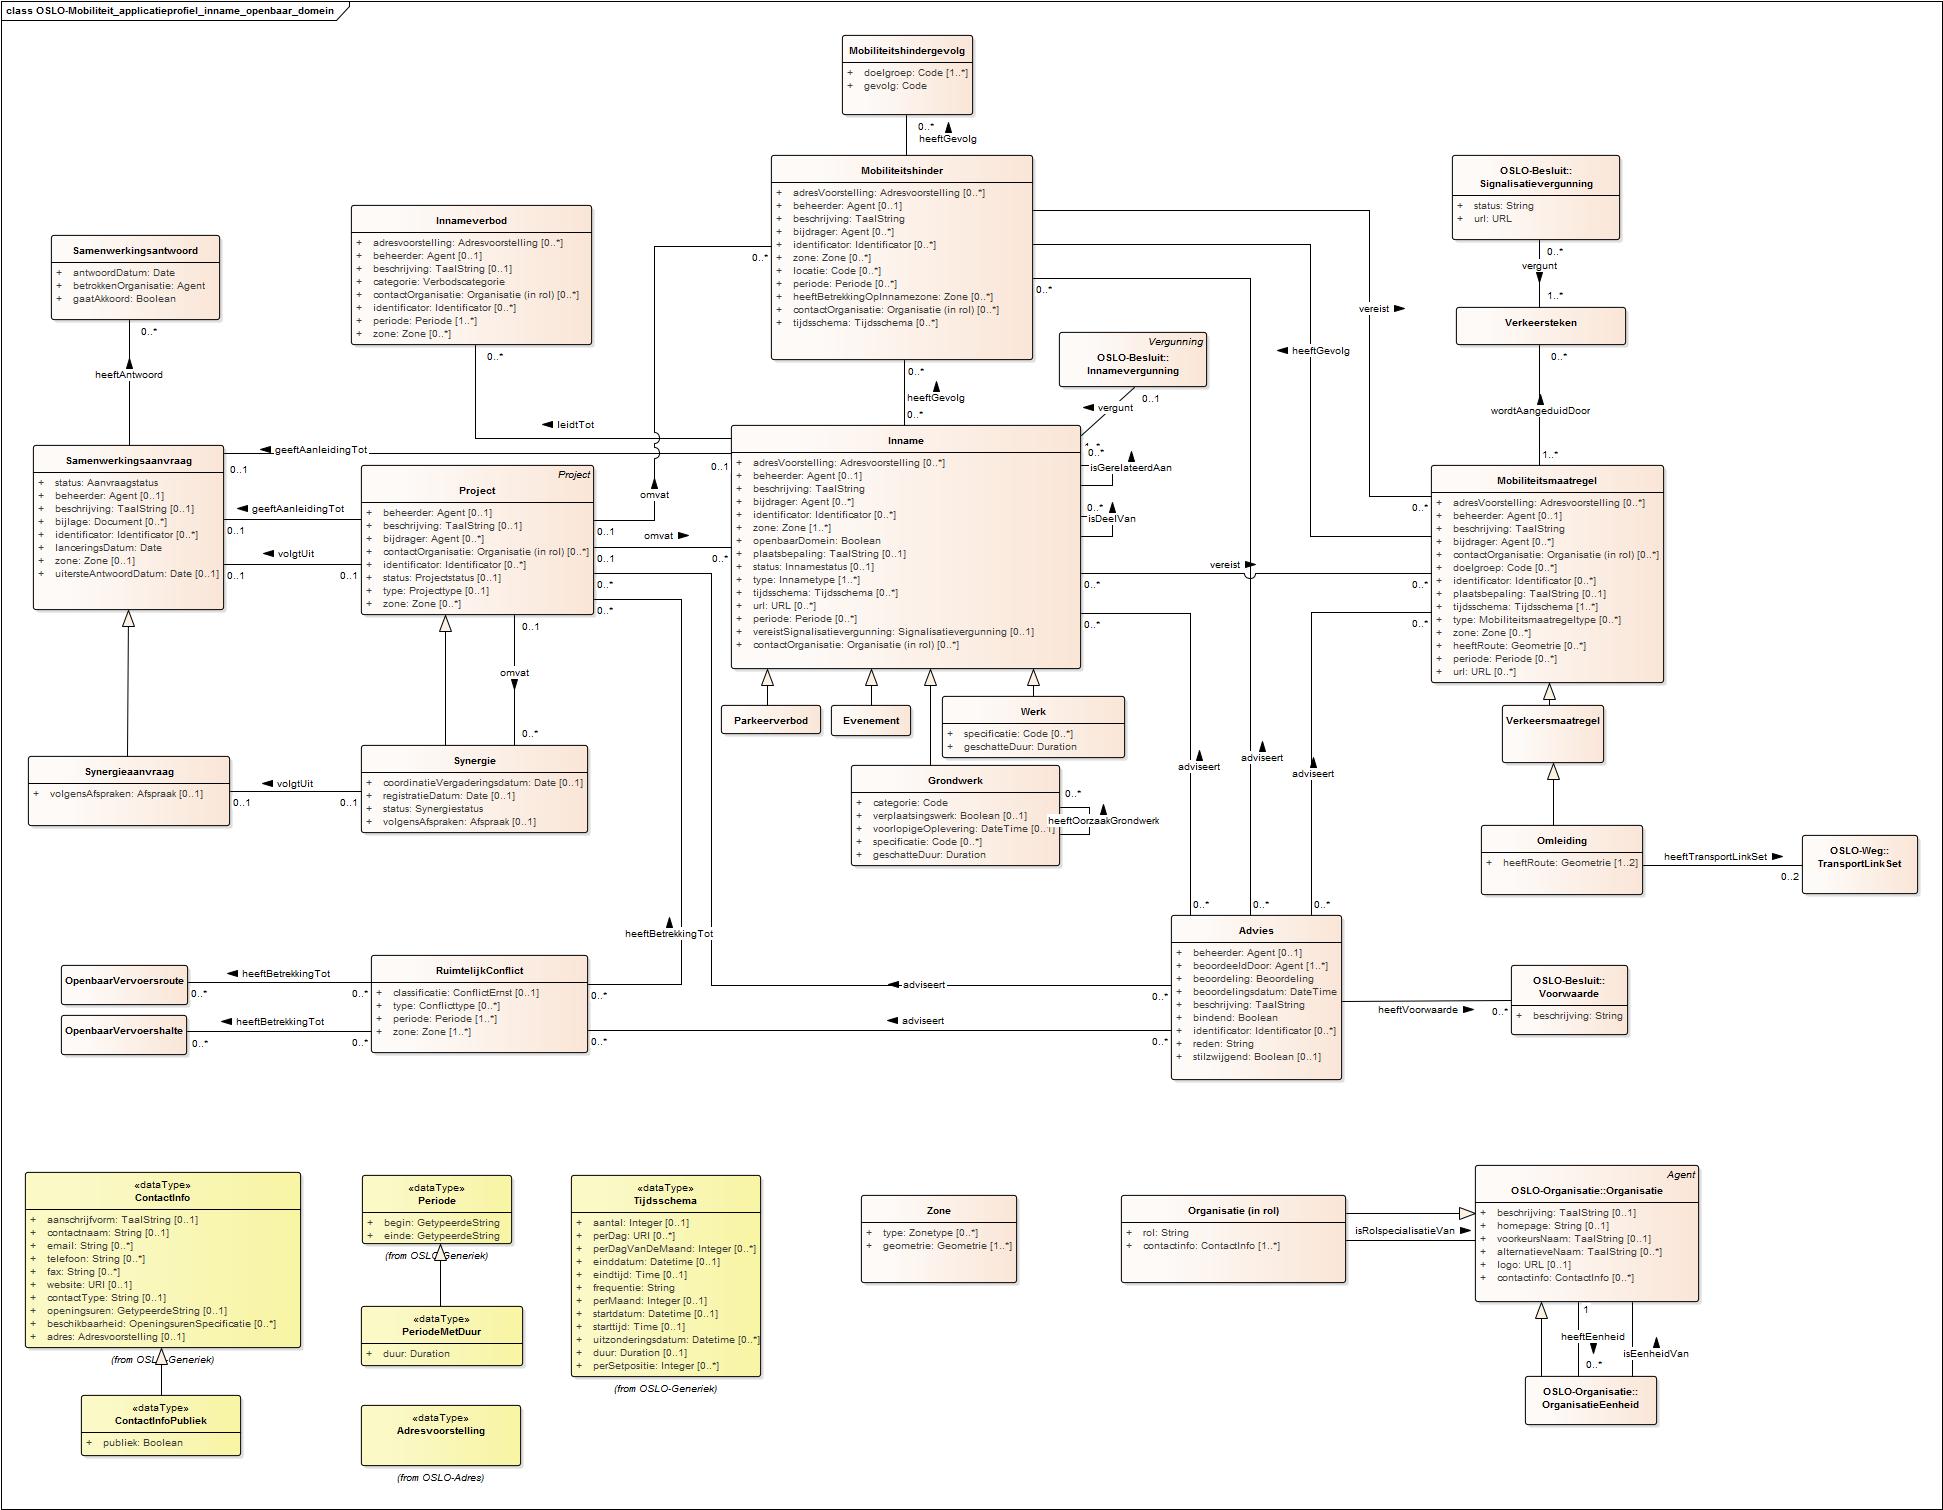 class OSLO-Mobiliteit_applicatieprofiel_inname_openbaar_domein
Mobiliteitshindergevolg
+ doelgroep: Code [1..*]
+ gevolg: Code
0..*
heeftGevolg
Mobiliteitshinder
+ adresVoorstelling: Adresvoorstelling [0..*]
+ beheerder: Agent [0..1]
+ beschrijving: TaalString
+ bijdrager: Agent [0..*]
+ identificator: Identificator [0..*]
+ zone: Zone [0..*]
+ locatie: Code [0..*]
+ periode: Periode [0..*]
+ heeftBetrekkingOpInnamezone: Zone [0..*]
+ contactOrganisatie: Organisatie (in rol) [0..*]
+ tijdsschema: Tijdsschema [0..*]
0..*
0..*
0..*
heeftGevolg
0..*
OSLO-Besluit::
Signalisatievergunning
+ status: String
+ url: URL
0..*
vergunt
1..*
Verkeersteken
0..*
wordtAangeduidDoor
1..*
vereist
heeftGevolg
Innameverbod
+ adresvoorstelling: Adresvoorstelling [0..*]
+ beheerder: Agent [0..1]
+ beschrijving: TaalString [0..1]
+ categorie: Verbodscategorie
+ contactOrganisatie: Organisatie (in rol) [0..*]
+ identificator: Identificator [0..*]
+ periode: Periode [1..*]
+ zone: Zone [0..*]
0..*
leidtTot
Samenwerkingsantwoord
+ antwoordDatum: Date
+ betrokkenOrganisatie: Agent
+ gaatAkkoord: Boolean
0..*
heeftAntwoord
Vergunning
OSLO-Besluit::
Innamevergunning
0..1
vergunt
1..*
Samenwerkingsaanvraag
+ status: Aanvraagstatus
+ beheerder: Agent [0..1]
+ beschrijving: TaalString [0..1]
+ bijlage: Document [0..*]
+ identificator: Identificator [0..*]
+ lanceringsDatum: Date
+ zone: Zone [0..1]
+ uitersteAntwoordDatum: Date [0..1]
geeftAanleidingTot
0..1
0..1
geeftAanleidingTot
0..1
volgtUit
0..1
0..1
Project
Project
+ beheerder: Agent [0..1]
+ beschrijving: TaalString [0..1]
+ bijdrager: Agent [0..*]
+ contactOrganisatie: Organisatie (in rol) [0..*]
+ identificator: Identificator [0..*]
+ status: Projectstatus [0..1]
+ type: Projecttype [0..1]
+ zone: Zone [0..*]
omvat
0..1
omvat
0..1
0..*
0..*
0..*
0..1
omvat
0..*
Inname
+ adresVoorstelling: Adresvoorstelling [0..*]
+ beheerder: Agent [0..1]
+ beschrijving: TaalString
+ bijdrager: Agent [0..*]
+ identificator: Identificator [0..*]
+ zone: Zone [1..*]
+ openbaarDomein: Boolean
+ plaatsbepaling: TaalString [0..1]
+ status: Innamestatus [0..1]
+ type: Innametype [1..*]
+ tijdsschema: Tijdsschema [0..*]
+ url: URL [0..*]
+ periode: Periode [0..*]
+ vereistSignalisatievergunning: Signalisatievergunning [0..1]
+ contactOrganisatie: Organisatie (in rol) [0..*]
0..*
isGerelateerdAan
0..*
isDeelVan
vereist
0..*
0..*
0..*
0..*
0..*
0..*
Mobiliteitsmaatregel
+ adresVoorstelling: Adresvoorstelling [0..*]
+ beheerder: Agent [0..1]
+ beschrijving: TaalString
+ bijdrager: Agent [0..*]
+ contactOrganisatie: Organisatie (in rol) [0..*]
+ doelgroep: Code [0..*]
+ identificator: Identificator [0..*]
+ plaatsbepaling: TaalString [0..1]
+ tijdsschema: Tijdsschema [1..*]
+ type: Mobiliteitsmaatregeltype [0..*]
+ zone: Zone [0..*]
+ heeftRoute: Geometrie [0..*]
+ periode: Periode [0..*]
+ url: URL [0..*]
Parkeerverbod
Evenement
Werk
+ specificatie: Code [0..*]
+ geschatteDuur: Duration
Verkeersmaatregel
Synergieaanvraag
+ volgensAfspraken: Afspraak [0..1]
volgtUit
0..1
0..1
Synergie
+ coordinatieVergaderingsdatum: Date [0..1]
+ registratieDatum: Date [0..1]
+ status: Synergiestatus
+ volgensAfspraken: Afspraak [0..1]
Grondwerk
+ categorie: Code
+ verplaatsingswerk: Boolean [0..1]
+ voorlopigeOplevering: DateTime [0..1]
+ specificatie: Code [0..*]
+ geschatteDuur: Duration
0..*
heeftOorzaakGrondwerk
adviseert
adviseert
adviseert
0..*
0..*
0..*
Omleiding
+ heeftRoute: Geometrie [1..2]
heeftTransportLinkSet
0..2
OSLO-Weg::
TransportLinkSet
heeftBetrekkingTot
Advies
+ beheerder: Agent [0..1]
+ beoordeeldDoor: Agent [1..*]
+ beoordeling: Beoordeling
+ beoordelingsdatum: DateTime
+ beschrijving: TaalString
+ bindend: Boolean
+ identificator: Identificator [0..*]
+ reden: String
+ stilzwijgend: Boolean [0..1]
heeftVoorwaarde
0..*
OSLO-Besluit::
Voorwaarde
+ beschrijving: String
OpenbaarVervoersroute
heeftBetrekkingTot
0..*
0..*
OpenbaarVervoershalte
heeftBetrekkingTot
0..*
0..*
RuimtelijkConflict
+ classificatie: ConflictErnst [0..1]
+ type: Conflicttype [0..*]
+ periode: Periode [1..*]
+ zone: Zone [1..*]
0..*
adviseert
0..*
adviseert
0..*
0..*
«dataType»
ContactInfo
+ aanschrijfvorm: TaalString [0..1]
+ contactnaam: String [0..1]
+ email: String [0..*]
+ telefoon: String [0..*]
+ fax: String [0..*]
+ website: URI [0..1]
+ contactType: String [0..1]
+ openingsuren: GetypeerdeString [0..1]
+ beschikbaarheid: OpeningsurenSpecificatie [0..*]
+ adres: Adresvoorstelling [0..1]
(from OSLO-Generiek)
«dataType»
ContactInfoPubliek
+ publiek: Boolean
«dataType»
Periode
+ begin: GetypeerdeString
+ einde: GetypeerdeString
(from OSLO-Generiek)
«dataType»
PeriodeMetDuur
+ duur: Duration
«dataType»
Adresvoorstelling
(from OSLO-Adres)
«dataType»
Tijdsschema
+ aantal: Integer [0..1]
+ perDag: URI [0..*]
+ perDagVanDeMaand: Integer [0..*]
+ einddatum: Datetime [0..1]
+ eindtijd: Time [0..1]
+ frequentie: String
+ perMaand: Integer [0..1]
+ startdatum: Datetime [0..1]
+ starttijd: Time [0..1]
+ uitzonderingsdatum: Datetime [0..*]
+ duur: Duration [0..1]
+ perSetpositie: Integer [0..*]
(from OSLO-Generiek)
Zone
+ type: Zonetype [0..*]
+ geometrie: Geometrie [1..*]
Organisatie (in rol)
+ rol: String
+ contactinfo: ContactInfo [1..*]
isRolspecialisatieVan
Agent
OSLO-Organisatie::Organisatie
+ beschrijving: TaalString [0..1]
+ homepage: String [0..1]
+ voorkeursNaam: TaalString [0..1]
+ alternatieveNaam: TaalString [0..*]
+ logo: URL [0..1]
+ contactinfo: ContactInfo [0..*]
1
heeftEenheid
0..*
isEenheidVan
OSLO-Organisatie::
OrganisatieEenheid